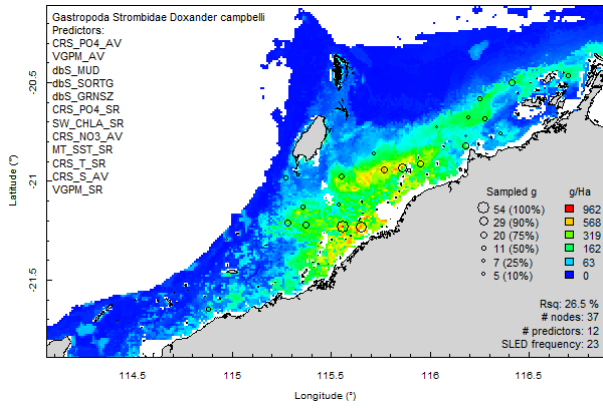 Gastropoda Strombidae Doxander campbelli
Predictors:
CRS_PO4_AV
VGPM_AV
dbS_MUD
dbS_SORTG
dbS_GRNSZ
CRS_PO4_SR
SW_CHLA_SR
CRS_NO3_AV
MT_SST_SR
CRS_T_SR
CRS_S_AV
VGPM_SR
-20.5
-21
-21.5
Latitude (°)
Sampled g g/Ha
54 (100%) 962
29 (90%) 568
20 (75%) 319
11 (50%) 162
7 (25%) 63
5 (10%) 0
Rsq: 26.5 %
# nodes: 37
# predictors: 12
SLED frequency: 23
114.5 115 115.5 116 116.5
Longitude (°)